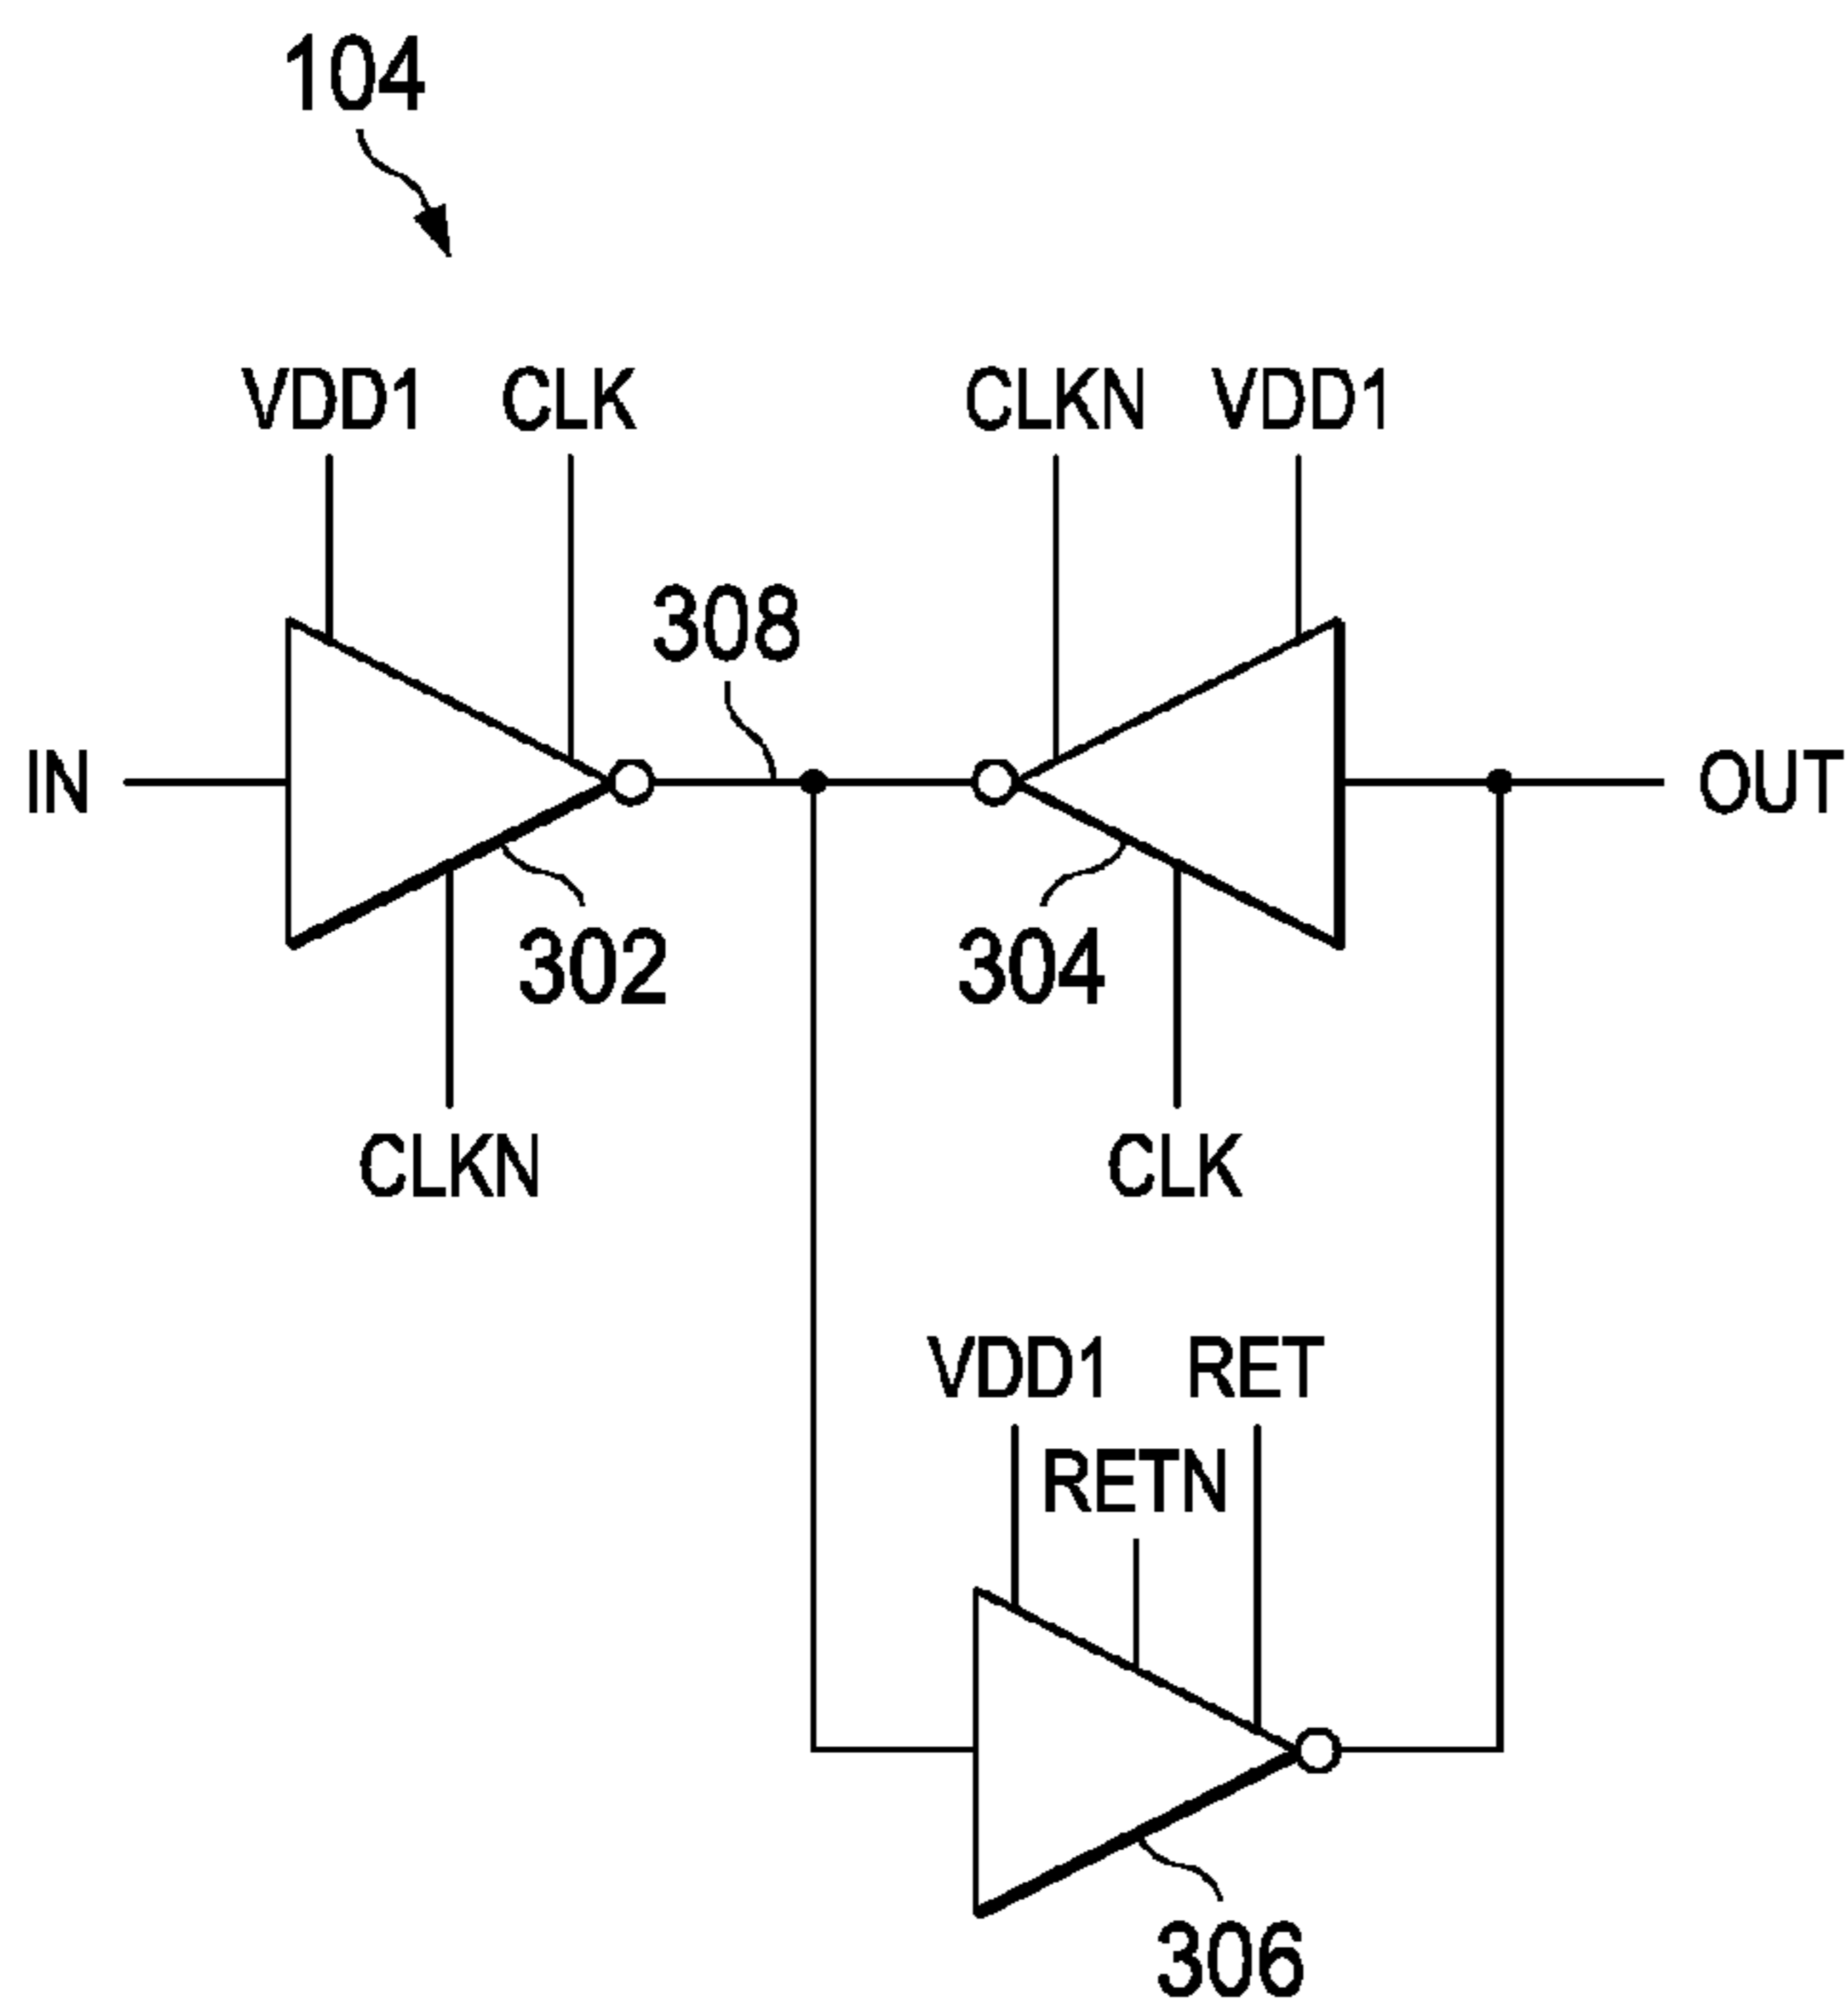 104
VDD1 CLK CLKN VDD1
308
IN OUT
302 304
CLKN CLK
VDD1 RET
RETN
306